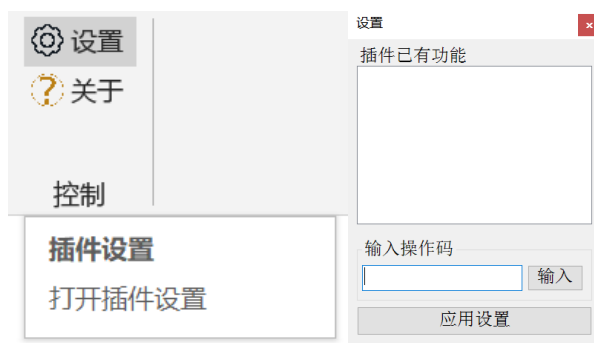 设置
关于
控制
插件设置
打开插件设置
设置
插件已有功能
输入操作码
输入
应用设置